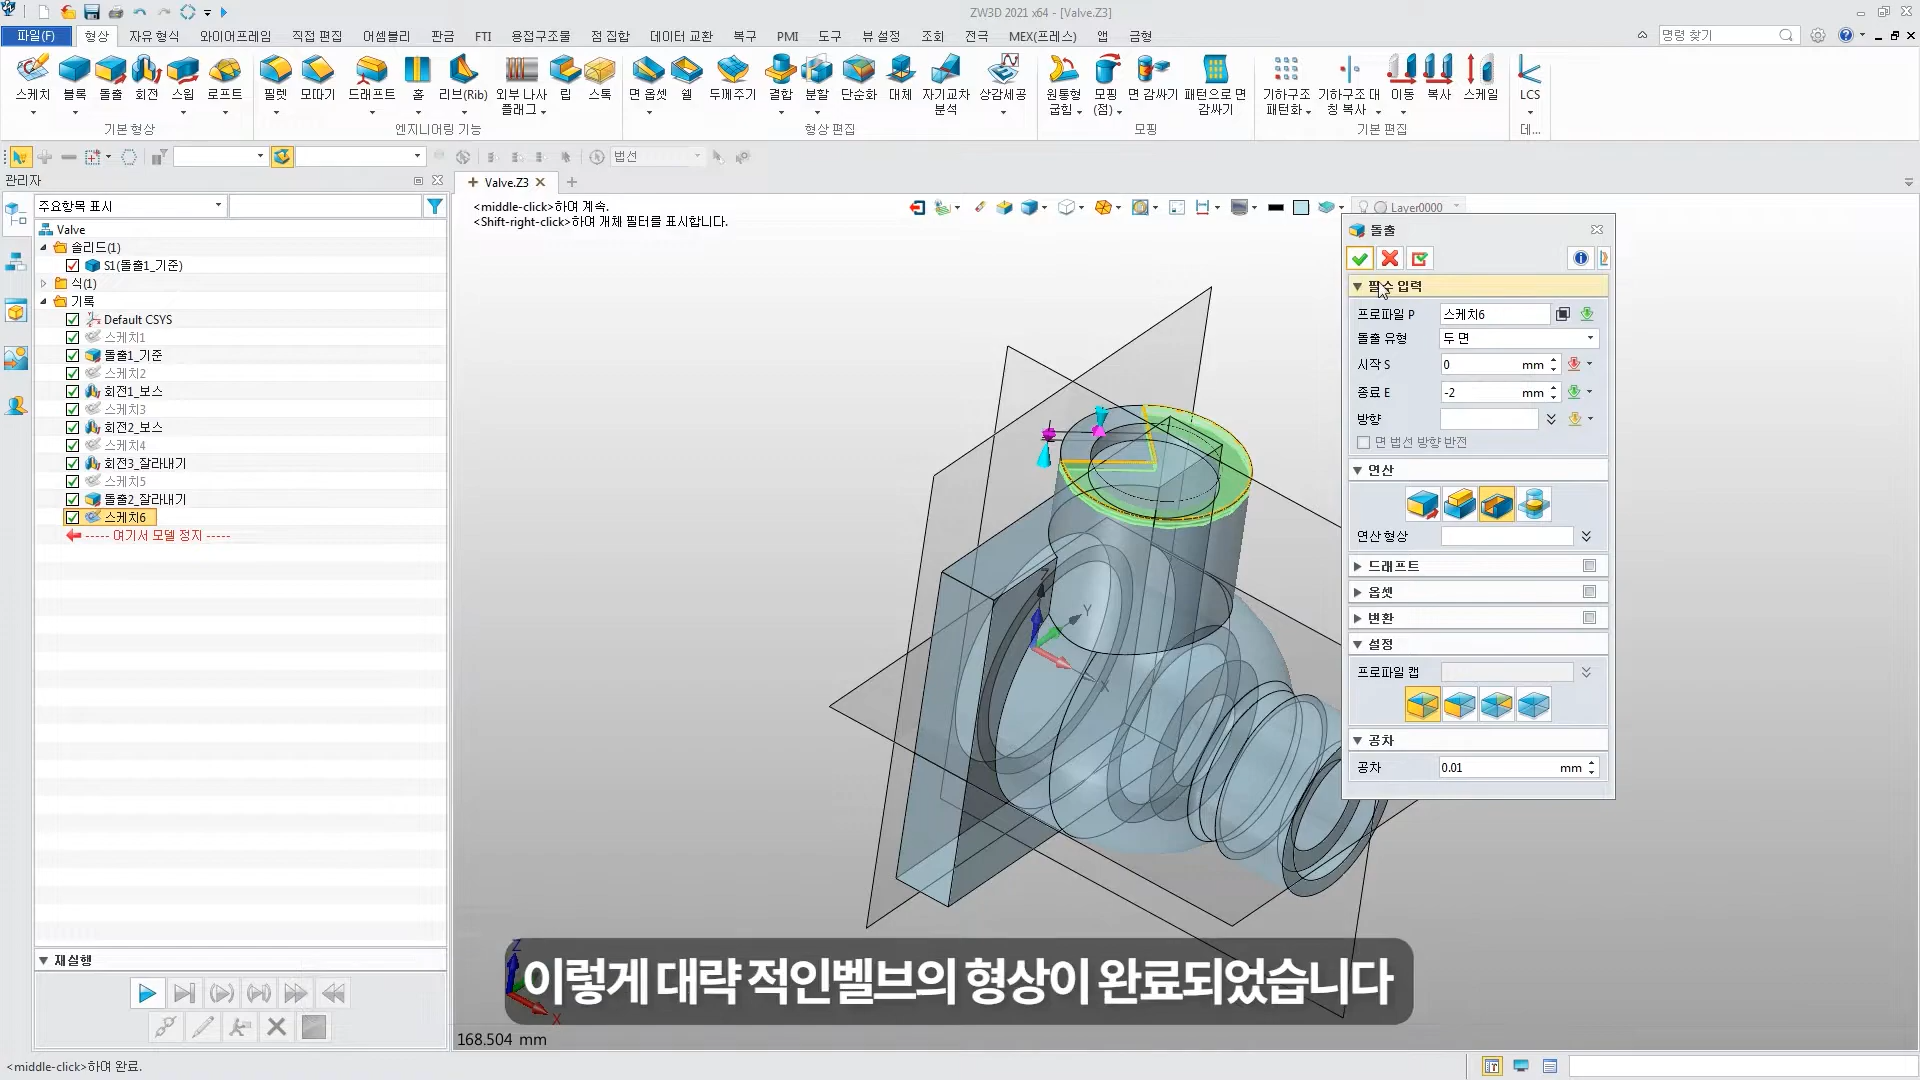 ZW3D 2021 x64 - [Valve.Z3]
파일(F) 형상 자유 형식 와이어프레임 직접 편집 어셈블리 판금 FTI 용접구조물 점 집합 데이터 교환 복구 PMI 도구 뷰 설정 조회 전극 MEX(프레스) 앱 금형 명령 찾기
스케치 블록 돌출 회전 스윕 로프트 필렛 모따기 드래프트 홀 리브(Rib) 외부 나사 플래그 립 스톡 면 옵셋 쉘 두께주기 결합 분할 단순화 대체 자기교차 분석 상감세공 원통형 굽힘 모핑 (점) 면 감싸기 패턴으로 면 감싸기 기하구조 패턴화 기하구조 대칭 복사 이동 복사 스케일 LCS
기본 형상 엔지니어링 기능 형상 편집 모핑 기본 편집 데...
법선
관리자
Valve.Z3
주요항목 표시
<middle-click>하여 계속.
<Shift-right-click>하여 개체 필터를 표시합니다.
Layer0000
Valve
솔리드(1)
S1(돌출1_기준)
식(1)
기록
Default CSYS
스케치1
돌출1_기준
스케치2
회전1_보스
스케치3
회전2_보스
스케치4
회전3_잘라내기
스케치5
돌출2_잘라내기
스케치6
----- 여기서 모델 정지 -----
돌출
필수 입력
프로파일 P 스케치6
돌출 유형 두 면
시작 S 0 mm
종료 E -2 mm
방향
면 법선 방향 반전
연산
연산 형상
드래프트
옵셋
변환
설정
프로파일 캡
공차
공차 0.01 mm
Z
Y
X
재실행
이렇게 대략 적인벨브의 형상이 완료되었습니다
Z
X
168.504 mm
<middle-click>하여 완료.